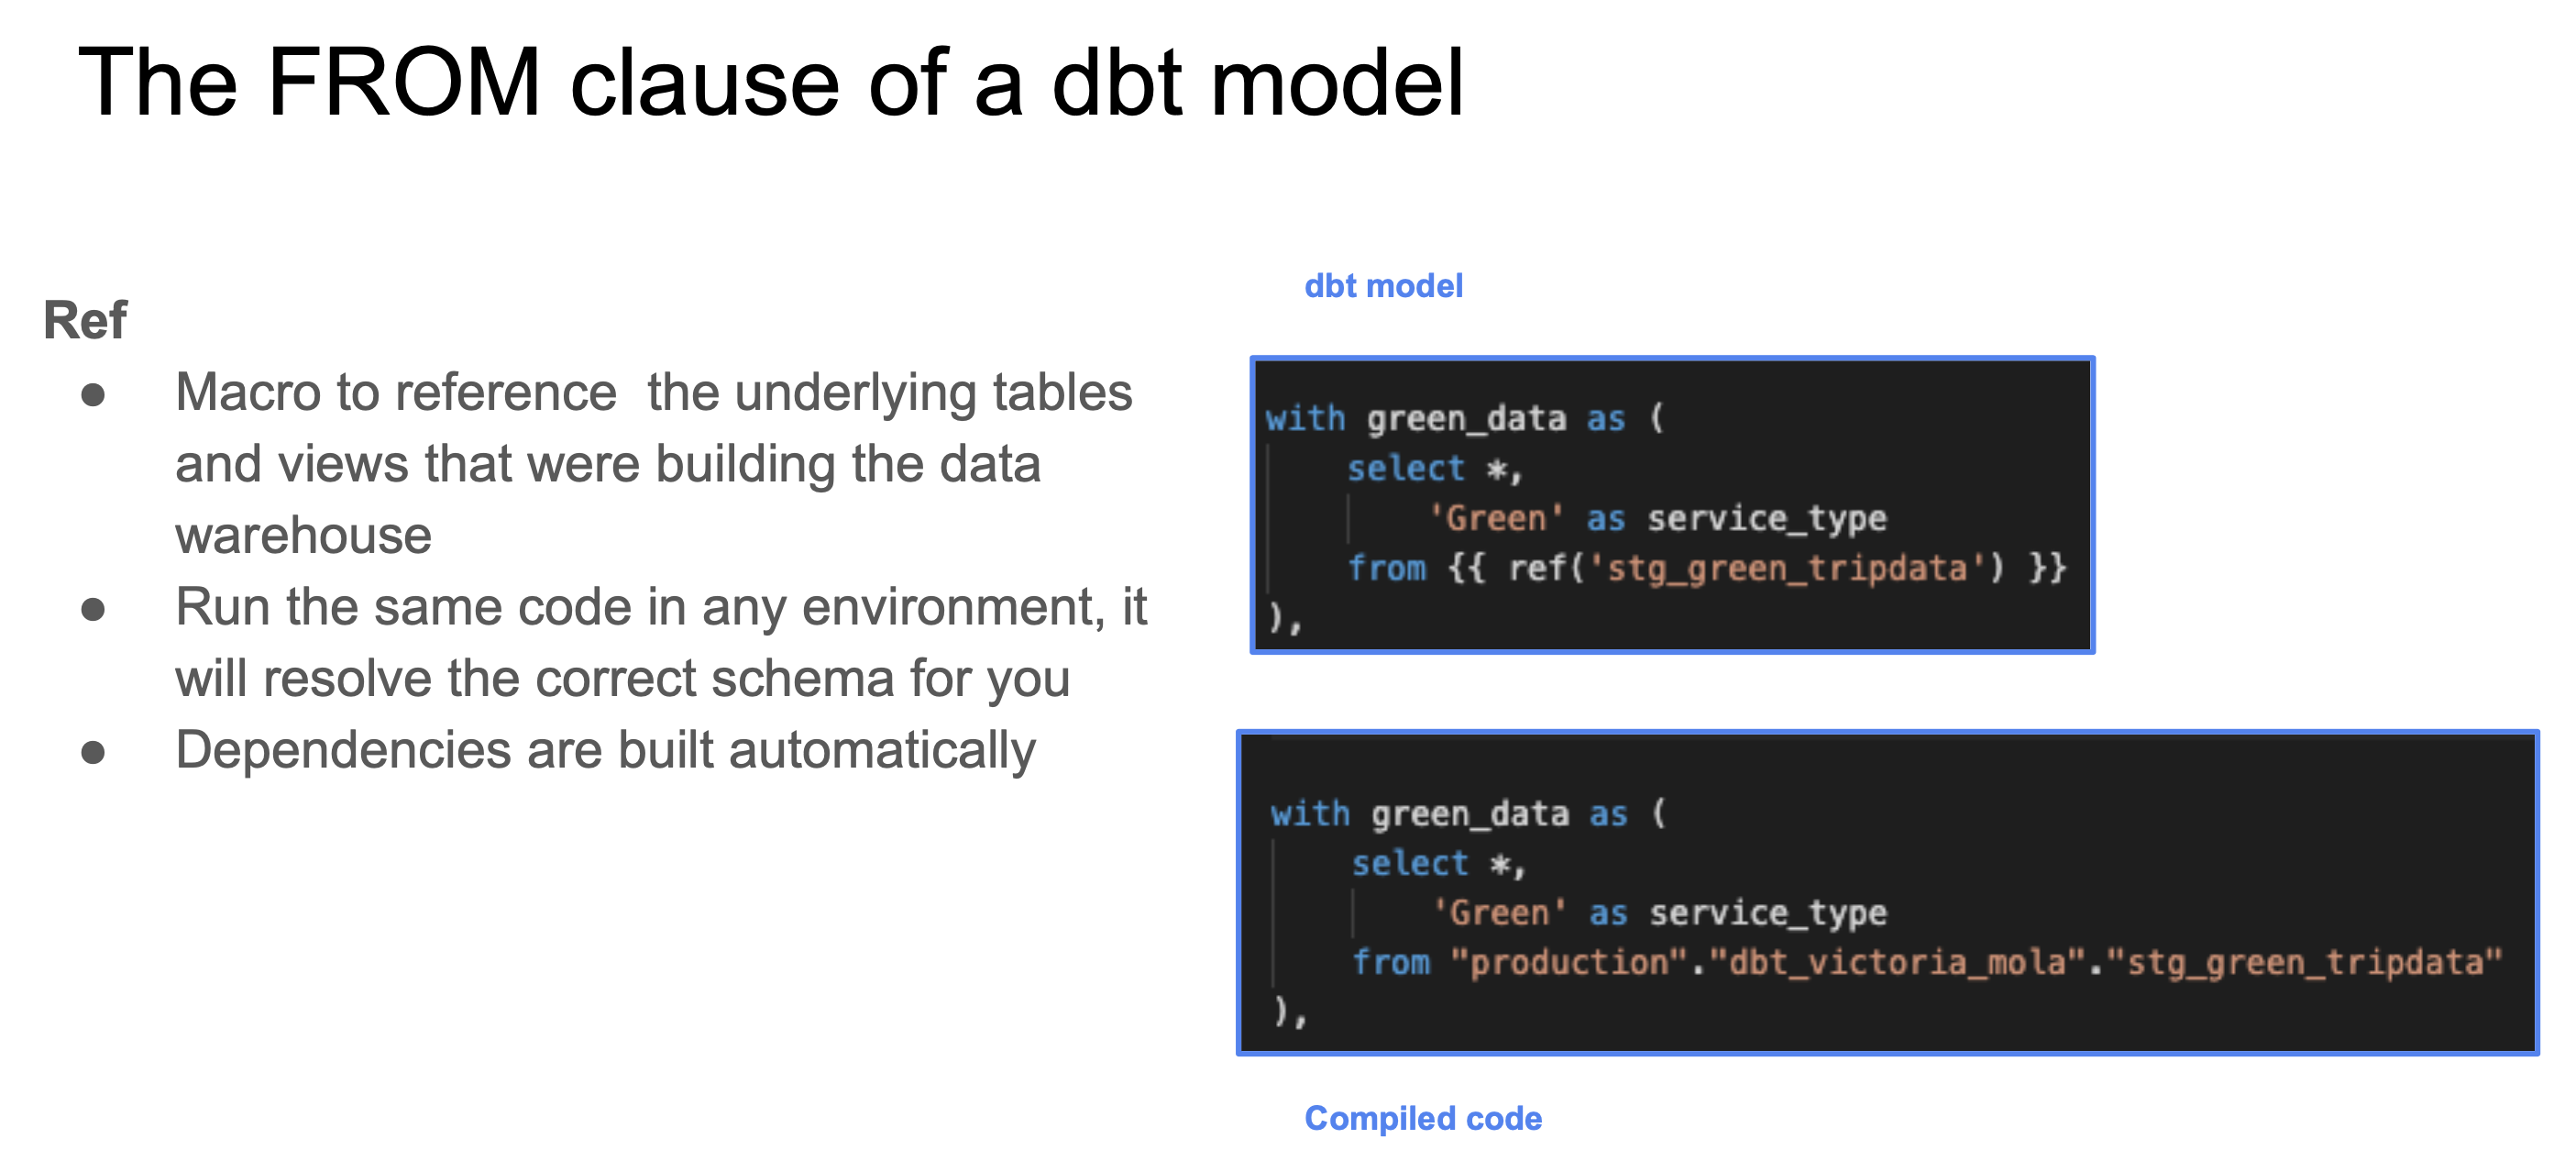 The FROM clause of a dbt model
Ref
● Macro to reference  the underlying tables
and views that were building the data
warehouse
● Run the same code in any environment, it
will resolve the correct schema for you
● Dependencies are built automatically
dbt model
with green_data as (
    select *,
        'Green' as service_type
    from {{ ref('stg_green_tripdata') }}
),
with green_data as (
    select *,
        'Green' as service_type
    from "production"."dbt_victoria_mola"."stg_green_tripdata"
),
Compiled code